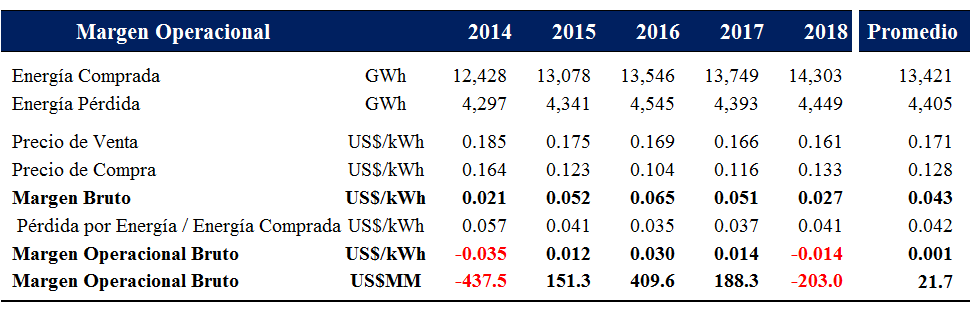 Margen Operacional 2014 2015 2016 2017 2018 Promedio
Energía Comprada GWh 12,428 13,078 13,546 13,749 14,303 13,421
Energía Pérdida GWh 4,297 4,341 4,545 4,393 4,449 4,405
Precio de Venta US$/kWh 0.185 0.175 0.169 0.166 0.161 0.171
Precio de Compra US$/kWh 0.164 0.123 0.104 0.116 0.133 0.128
Margen Bruto US$/kWh 0.021 0.052 0.065 0.051 0.027 0.043
Pérdida por Energía / Energía Comprada US$/kWh 0.057 0.041 0.035 0.037 0.041 0.042
Margen Operacional Bruto US$/kWh -0.035 0.012 0.030 0.014 -0.014 0.001
Margen Operacional Bruto US$MM -437.5 151.3 409.6 188.3 -203.0 21.7